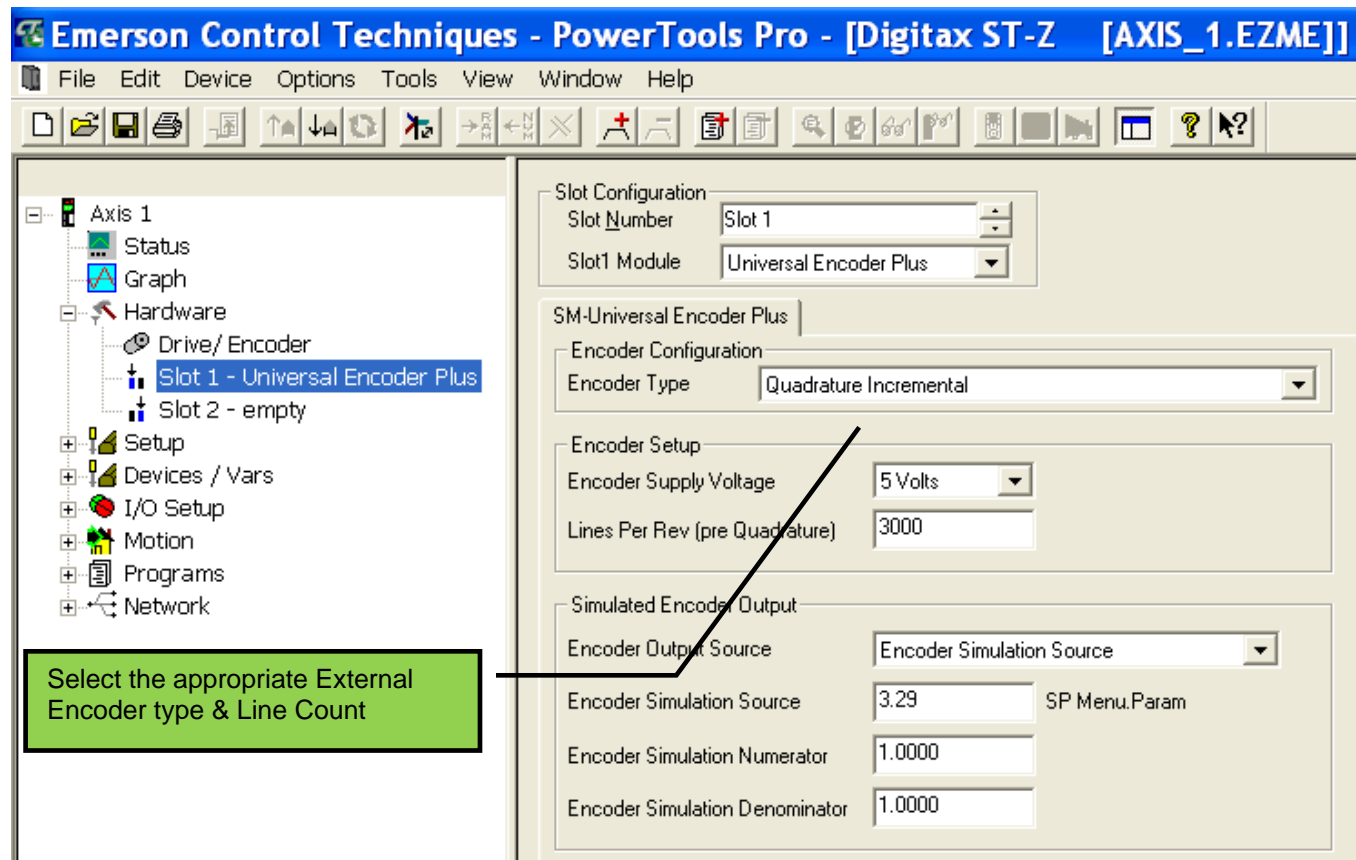 Emerson Control Techniques - PowerTools Pro - [Digitax ST-Z [AXIS_1.EZME]]
File Edit Device Options Tools View Window Help
Axis 1
Status
Graph
Hardware
Drive/ Encoder
Slot 1 - Universal Encoder Plus
Slot 2 - empty
Setup
Devices / Vars
I/O Setup
Motion
Programs
Network
Select the appropriate External
Encoder type & Line Count
Slot Configuration
Slot Number Slot 1
Slot1 Module Universal Encoder Plus
SM-Universal Encoder Plus
Encoder Configuration
Encoder Type Quadrature Incremental
Encoder Setup
Encoder Supply Voltage 5 Volts
Lines Per Rev (pre Quadrature) 3000
Simulated Encoder Output
Encoder Output Source Encoder Simulation Source
Encoder Simulation Source 3.29 SP Menu.Param
Encoder Simulation Numerator 1.0000
Encoder Simulation Denominator 1.0000